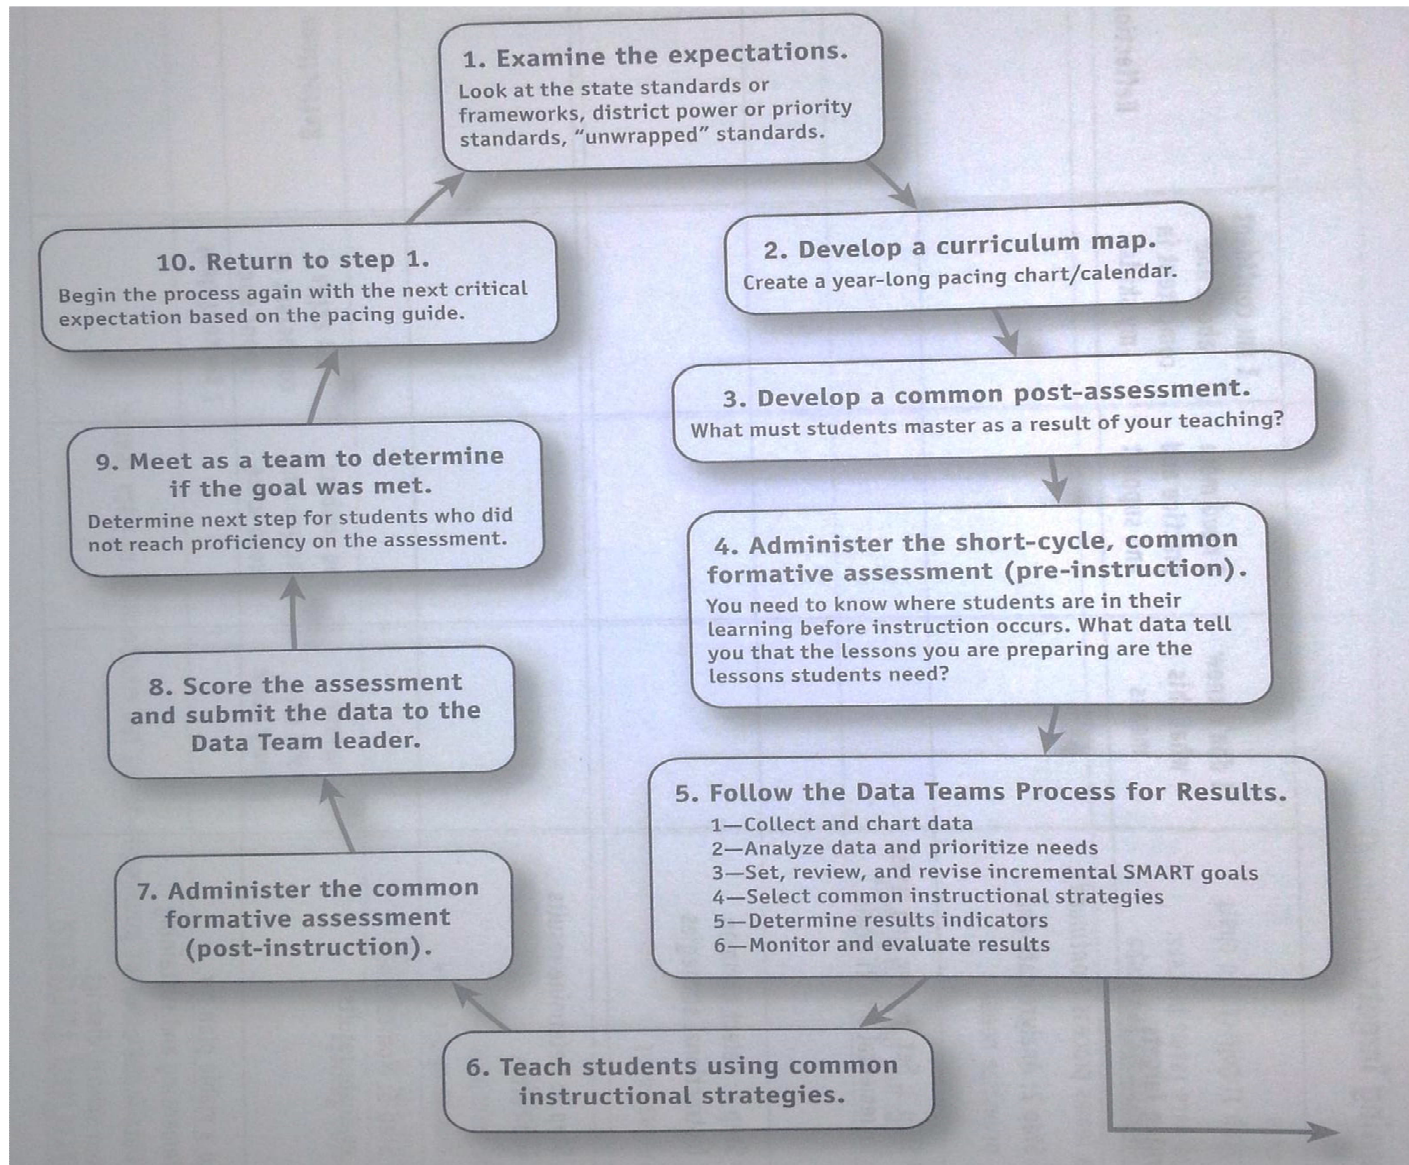 1. Examine the expectations.
Look at the state standards or
frameworks, district power or priority
standards, “unwrapped” standards.
2. Develop a curriculum map.
Create a year-long pacing chart/calendar.
3. Develop a common post-assessment.
What must students master as a result of your teaching?
4. Administer the short-cycle, common
formative assessment (pre-instruction).
You need to know where students are in their
learning before instruction occurs. What data tell
you that the lessons you are preparing are the
lessons students need?
5. Follow the Data Teams Process for Results.
1—Collect and chart data
2—Analyze data and prioritize needs
3—Set, review, and revise incremental SMART goals
4—Select common instructional strategies
5—Determine results indicators
6—Monitor and evaluate results
6. Teach students using common
instructional strategies.
7. Administer the common
formative assessment
(post-instruction).
8. Score the assessment
and submit the data to the
Data Team leader.
9. Meet as a team to determine
if the goal was met.
Determine next step for students who did
not reach proficiency on the assessment.
10. Return to step 1.
Begin the process again with the next critical
expectation based on the pacing guide.